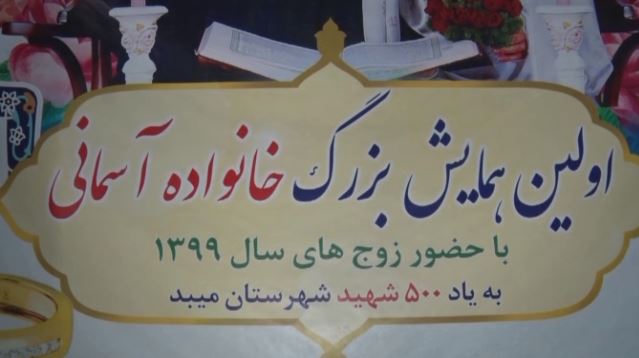 اولین همایش بزرگ خانواده آسمانی
با حضور زوج های سال ۱۳۹۹
به یاد ۵۰۰ شهید شهرستان میبد